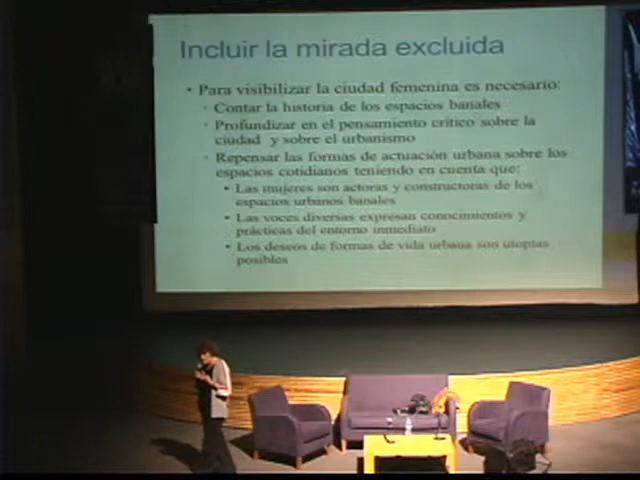 Incluir la mirada excluida
• Para visibilizar la ciudad femenina es necesario:
• Contar la historia de los espacios banales
• Profundizar en el pensamiento crítico sobre la
ciudad y sobre el urbanismo
• Repensar las formas de actuación urbana sobre los
espacios cotidianos teniendo en cuenta que:
• Las mujeres son actoras y constructoras de los
espacios urbanos banales
• Las voces diversas expresan conocimientos y
prácticas del entorno inmediato
• Los deseos de formas de vida urbana son utopías
posibles